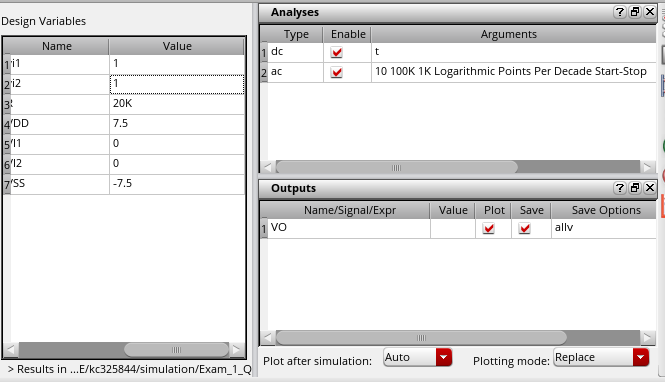 Design Variables
Name Value
1 i1 1
2 i2 1
3 20K
4 /DD 7.5
5 /I1 0
6 /I2 0
7 /SS -7.5
> Results in ...E/kc325844/simulation/Exam_1_Q
Analyses
Type Enable Arguments
1 dc t
2 ac 10 100K 1K Logarithmic Points Per Decade Start-Stop
Outputs
Name/Signal/Expr Value Plot Save Save Options
1 VO allv
Plot after simulation: Auto Plotting mode: Replace